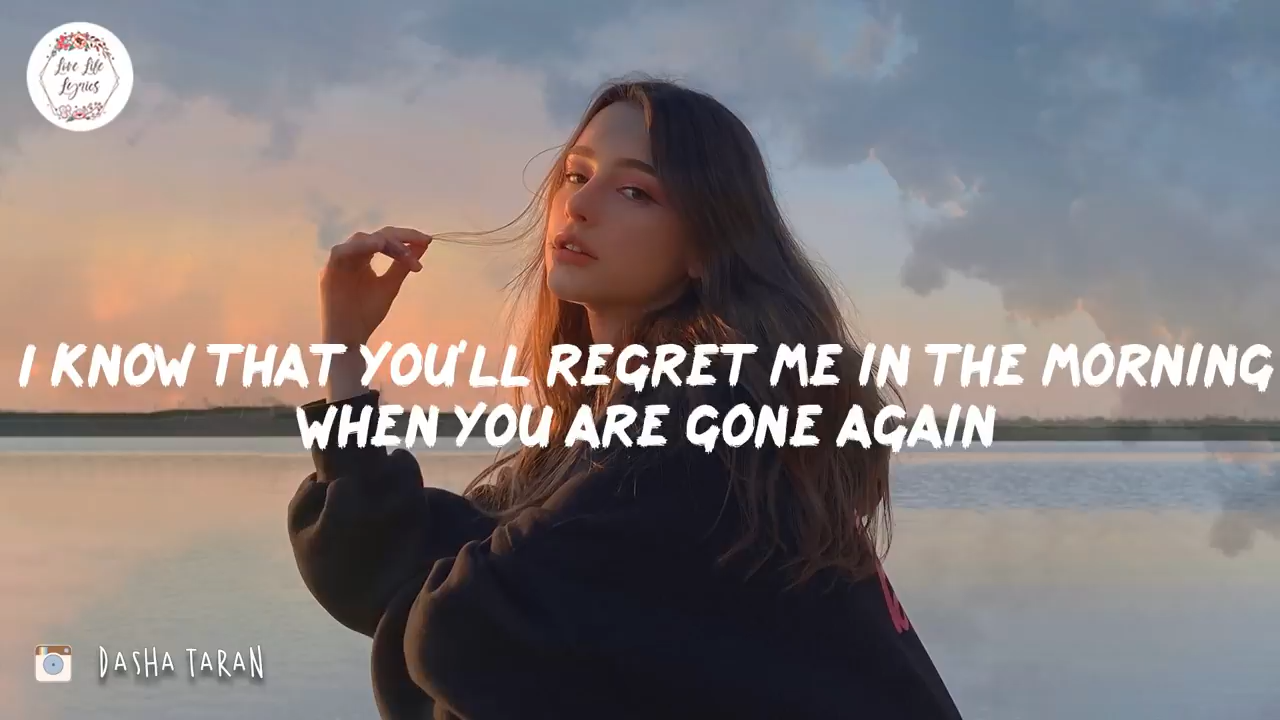 Love Life
Lyrics
I KNOW THAT YOU'LL REGRET ME IN THE MORNING
WHEN YOU ARE GONE AGAIN
DASHA TARAN